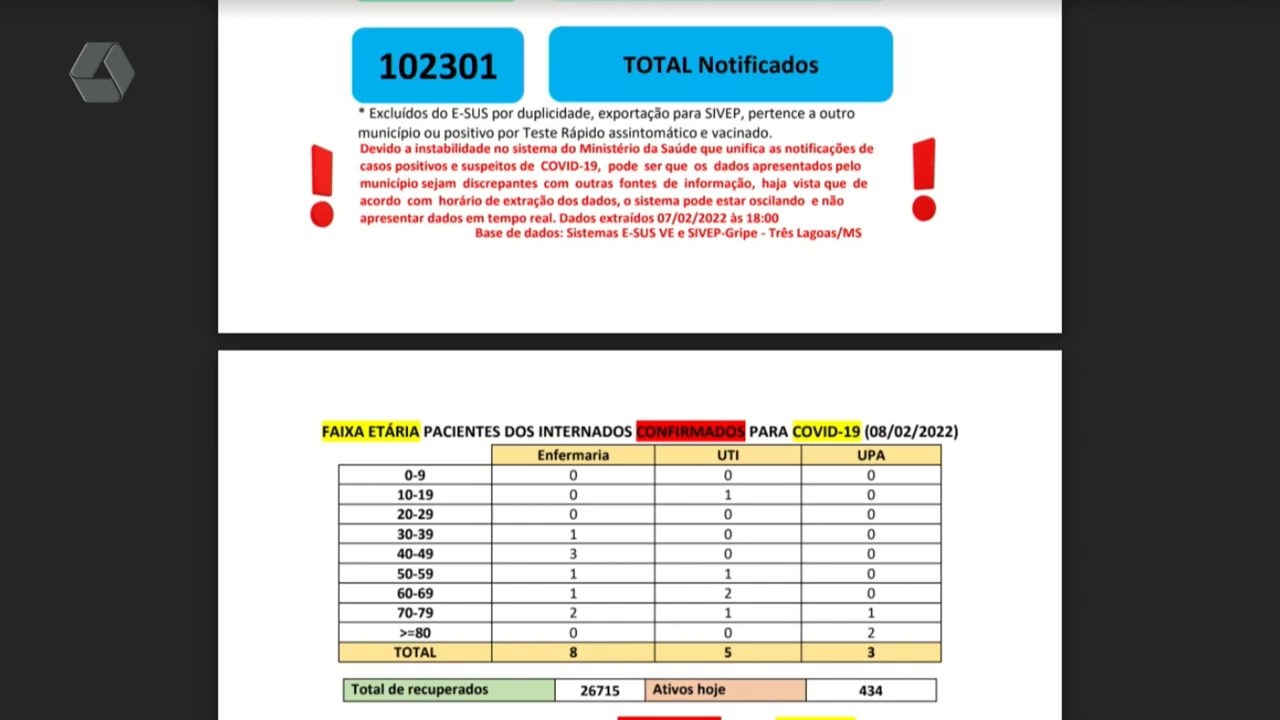 102301 TOTAL Notificados
* Excluídos do E-SUS por duplicidade, exportação para SIVEP, pertence a outro
município ou positivo por Teste Rápido assintomático e vacinado.
Devido a instabilidade no sistema do Ministério da Saúde que unifica as notificações de
casos positivos e suspeitos de COVID-19, pode ser que os dados apresentados pelo
município sejam discrepantes com outras fontes de informação, haja vista que de
acordo com horário de extração dos dados, o sistema pode estar oscilando e não
apresentar dados em tempo real. Dados extraídos 07/02/2022 às 18:00
Base de dados: Sistemas E-SUS VE e SIVEP-Gripe - Três Lagoas/MS
FAIXA ETÁRIA PACIENTES DOS INTERNADOS CONFIRMADOS PARA COVID-19 (08/02/2022)
Enfermaria UTI UPA
0-9 0 0 0
10-19 0 1 0
20-29 0 0 0
30-39 1 0 0
40-49 3 0 0
50-59 1 1 0
60-69 1 2 0
70-79 2 1 1
>=80 0 0 2
TOTAL 8 5 3
Total de recuperados 26715 Ativos hoje 434